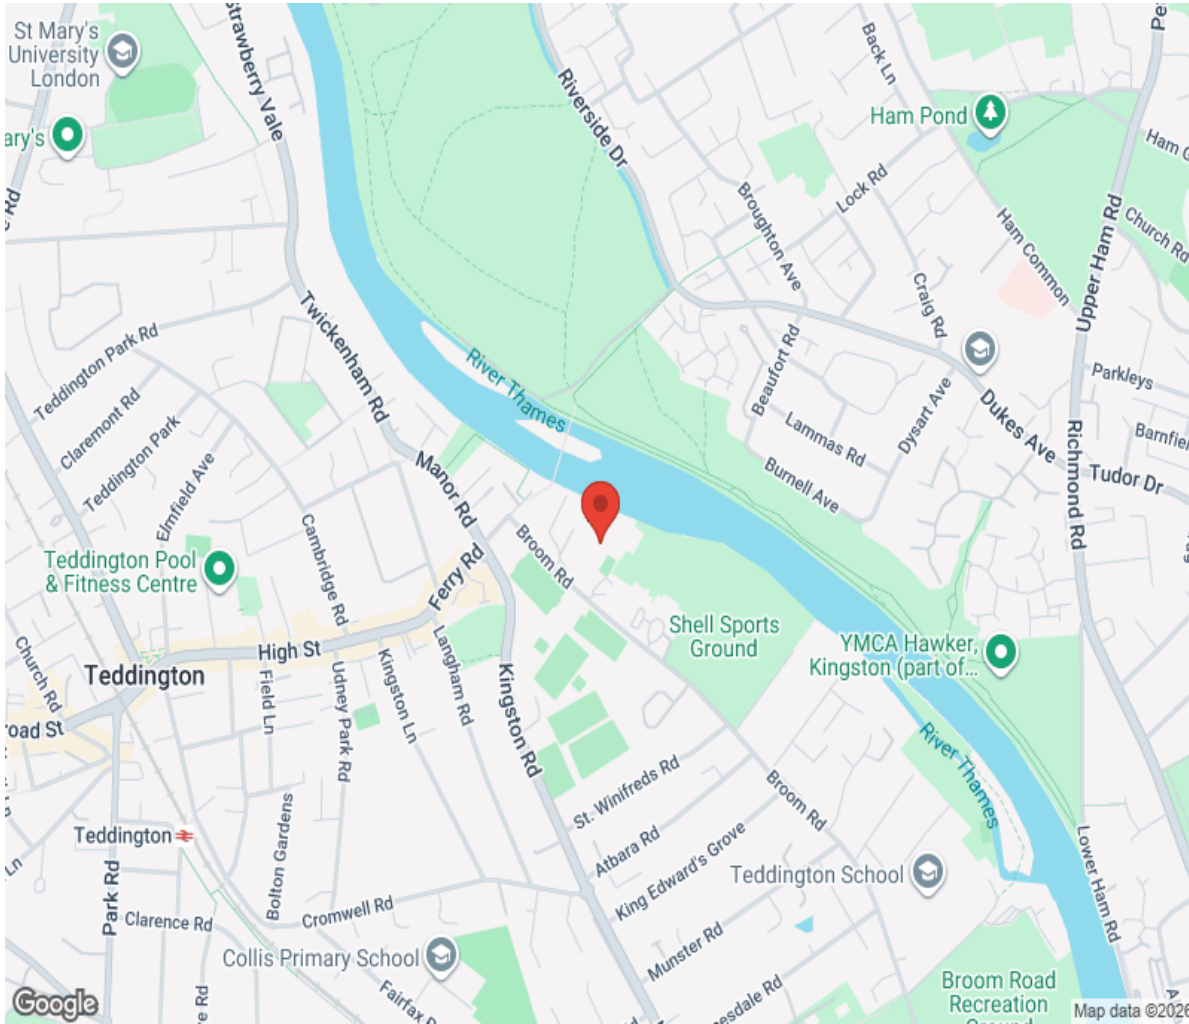 St Mary's
University
London
Strawberry Vale
ary's
Riverside Dr
Back Ln
Ham Pond
Lock Rd
Broughton Ave
Ham Common
Upper Ham Rd
Church Rd
Craig Rd
Twickenham Rd
Teddington Park Rd
Claremont Rd
Teddington Park
Elmfield Ave
River Thames
Beaufort Rd
Lammas Rd
Dysart Ave
Dukes Ave
Parkleys
Burnell Ave
Richmond Rd
Tudor Dr
Manor Rd
Ferry Rd
Broom Rd
Teddington Pool
& Fitness Centre
Cambridge Rd
High St
Langham Rd
Church Rd
Teddington
Field Ln
Udney Park Rd
Kingston Ln
Kingston Rd
road St
Shell Sports
Ground
YMCA Hawker,
Kingston (part of...
River Thames
St. Winifreds Rd
Broom Rd
Atbara Rd
King Edward's Grove
Teddington
Bolton Gardens
Park Rd
Clarence Rd
Cromwell Rd
Teddington School
Lower Ham Rd
Munster Rd
Collis Primary School
Broom Road
Recreation
Ground
Google
Map data ©2026